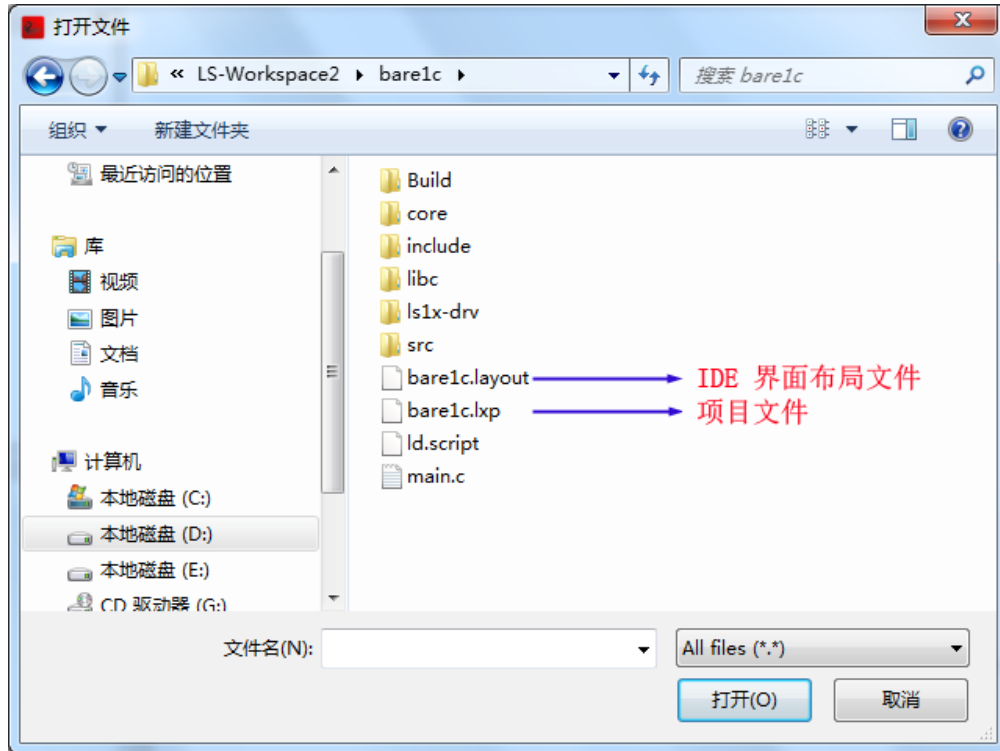 打开文件
« LS-Workspace2 bare1c
搜索 bare1c
组织 新建文件夹
最近访问的位置
库
视频
图片
文档
音乐
计算机
本地磁盘 (C:)
本地磁盘 (D:)
本地磁盘 (E:)
CD 驱动器 (G:)
Build
core
include
libc
ls1x-drv
src
bare1c.layout IDE 界面布局文件
bare1c.lxp 项目文件
ld.script
main.c
文件名(N):
All files (*.*)
打开(O) 取消